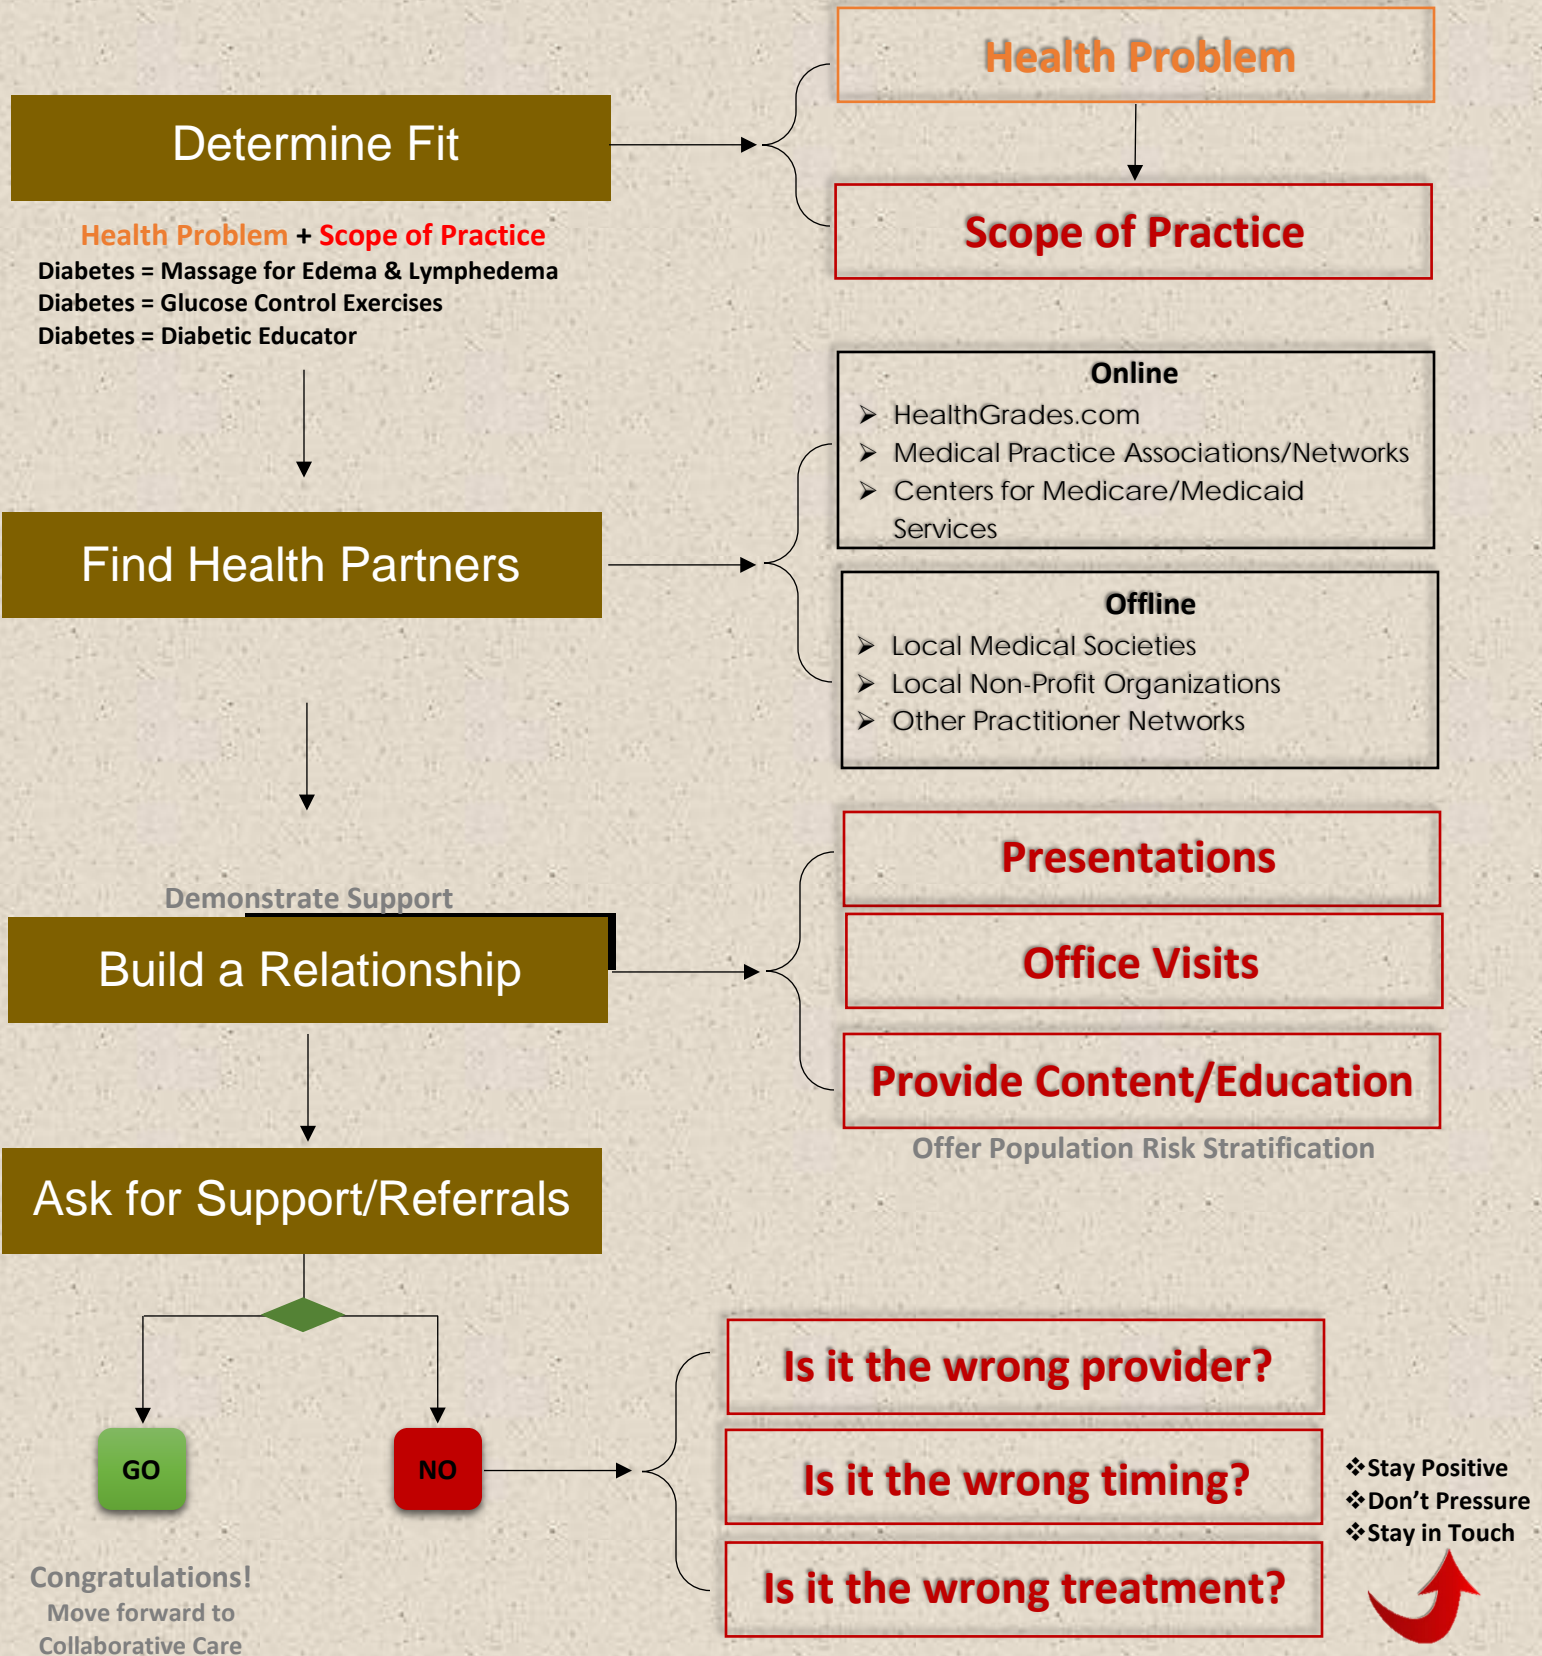 Health Problem
Determine Fit
Scope of Practice
Health Problem + Scope of Practice
Diabetes = Massage for Edema & Lymphedema
Diabetes = Glucose Control Exercises
Diabetes = Diabetic Educator
Online
➢ HealthGrades.com
➢ Medical Practice Associations/Networks
➢ Centers for Medicare/Medicaid
Services
Find Health Partners
Offline
➢ Local Medical Societies
➢ Local Non-Profit Organizations
➢ Other Practitioner Networks
Demonstrate Support
Build a Relationship
Presentations
Office Visits
Provide Content/Education
Offer Population Risk Stratification
Ask for Support/Referrals
GO
NO
Is it the wrong provider?
Is it the wrong timing?
Is it the wrong treatment?
❖Stay Positive
❖Don’t Pressure
❖Stay in Touch
Congratulations!
Move forward to
Collaborative Care